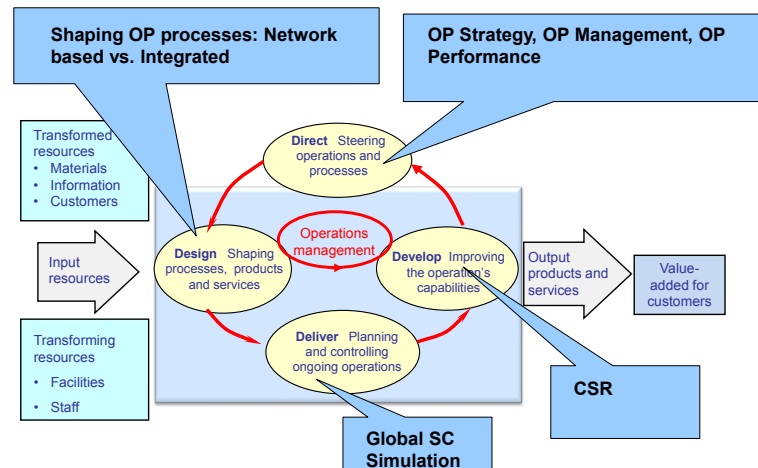 Shaping OP processes: Network
based vs. Integrated
OP Strategy, OP Management, OP
Performance
Transformed
resources
• Materials
• Information
• Customers
Direct Steering
operations and
processes
Operations
management
Input
resources
Design Shaping
processes, products
and services
Develop Improving
the operation's
capabilities
Output
products and
services
Value-
added for
customers
Transforming
resources
• Facilities
• Staff
Deliver Planning
and controlling
ongoing operations
CSR
Global SC
Simulation